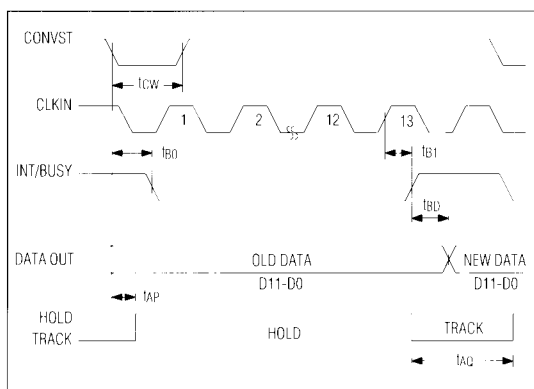 CONVST
tCW
CLKIN
1 2 12 13
tB0 tB1
INT/BUSY
tBD
DATA OUT OLD DATA NEW DATA
D11-D0 D11-D0
tAP
HOLD
TRACK HOLD TRACK
tAQ